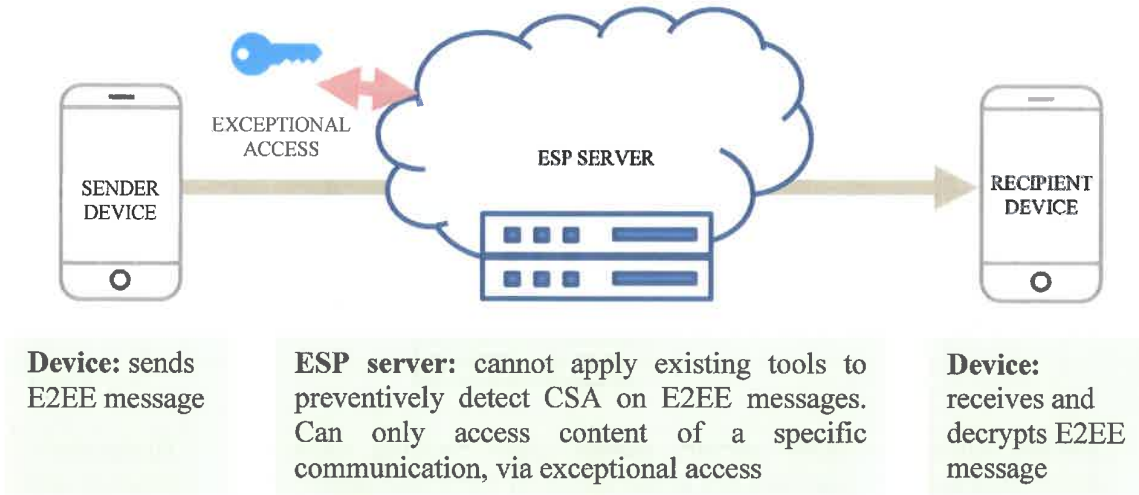 EXCEPTIONAL
ACCESS
SENDER
DEVICE
ESP SERVER
RECIPIENT
DEVICE
Device: sends
E2EE message
ESP server: cannot apply existing tools to
preventively detect CSA on E2EE messages.
Can only access content of a specific
communication, via exceptional access
Device:
receives and
decrypts E2EE
message